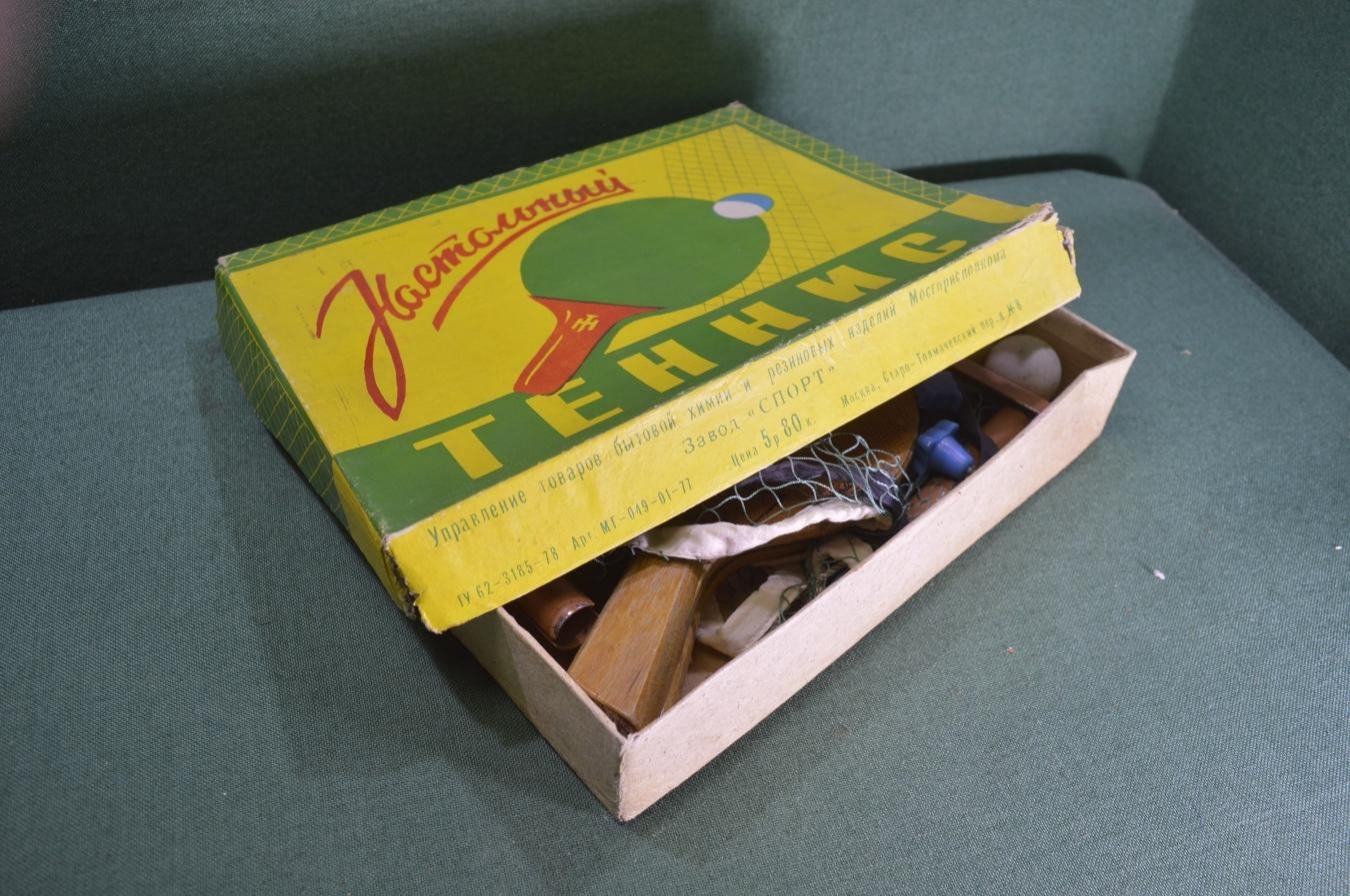 Настольный
ТЕННИС
Управление товаров бытовой химии и резиновых изделий Мосгорисполкома
Завод „СПОРТ"
ТУ 62-3185-78 Арт. МГ-049-01-77 Цена 5р 80к. Москва, Старо-Толмачевский пер. д. №8